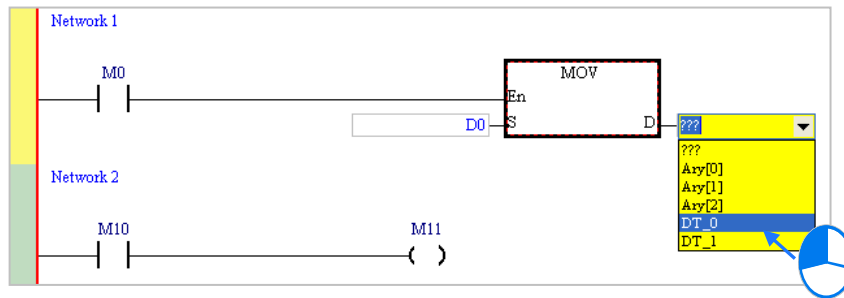 Network 1
M0
MOV
En
D0 S D ???
???
Ary[0]
Ary[1]
Ary[2]
DT_0
DT_1
Network 2
M10 M11